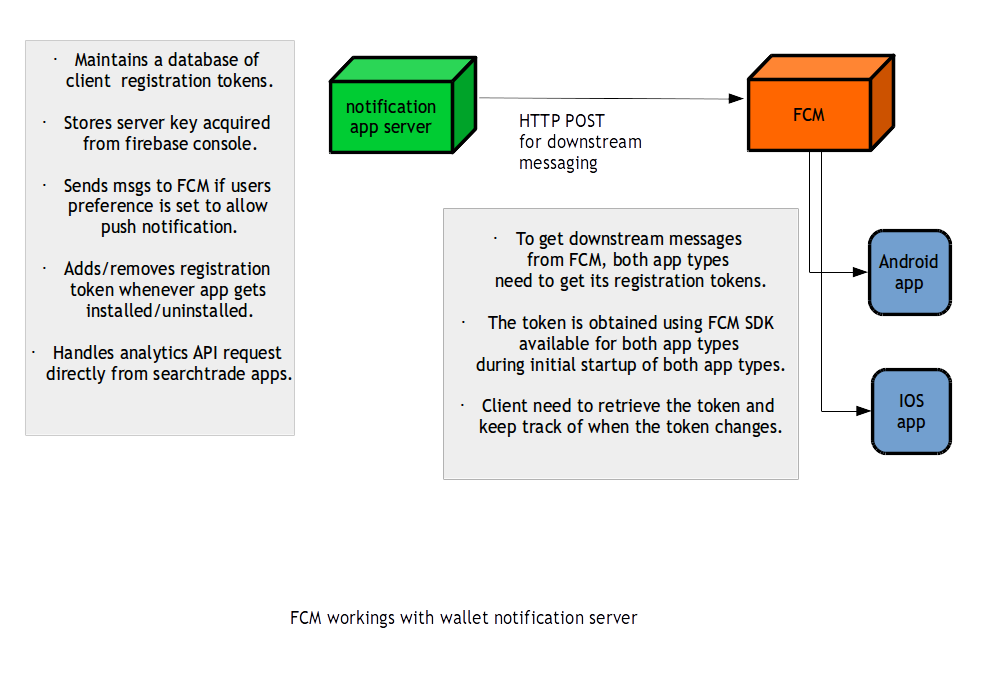 · Maintains a database of
client registration tokens.
· Stores server key acquired
from firebase console.
· Sends msgs to FCM if users
preference is set to allow
push notification.
· Adds/removes registration
token whenever app gets
installed/uninstalled.
· Handles analytics API request
directly from searchtrade apps.
notification
app server
HTTP POST
for downstream
messaging
FCM
· To get downstream messages
from FCM, both app types
need to get its registration tokens.
· The token is obtained using FCM SDK
available for both app types
during initial startup of both app types.
· Client need to retrieve the token and
keep track of when the token changes.
Android
app
IOS
app
FCM workings with wallet notification server